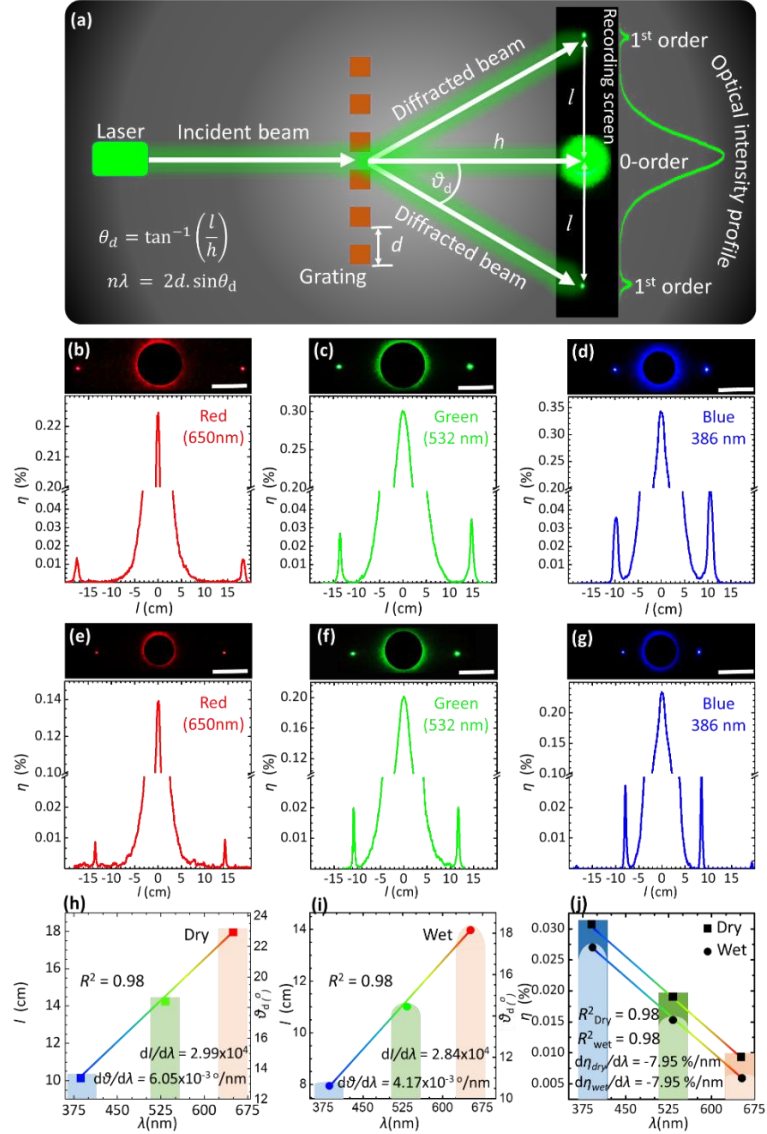 (a)
Laser
Incident beam
Diffracted beam
Diffracted beam
h
ϑd
l
l
d
Grating
Recording screen
1st order
0-order
1st order
Optical intensity profile
θd = tan−1 (l/h)
nλ = 2d.sinθd
(b)
Red
(650nm)
η (%)
0.22
0.21
0.20
0.04
0.03
0.02
0.01
-15 -10 -5 0 5 10 15
l (cm)
(c)
Green
(532 nm)
η (%)
0.30
0.25
0.20
0.04
0.03
0.02
0.01
-15 -10 -5 0 5 10 15
l (cm)
(d)
Blue
386 nm
η (%)
0.35
0.30
0.25
0.20
0.04
0.03
0.02
0.01
-15 -10 -5 0 5 10 15
l (cm)
(e)
Red
(650nm)
η (%)
0.14
0.12
0.10
0.02
0.01
-15 -10 -5 0 5 10 15
l (cm)
(f)
Green
(532 nm)
η (%)
0.20
0.15
0.10
0.02
0.01
-15 -10 -5 0 5 10 15
l (cm)
(g)
Blue
386 nm
η (%)
0.20
0.15
0.10
0.02
0.01
-15 -10 -5 0 5 10 15
l (cm)
(h)
Dry
R2 = 0.98
dl/dλ = 2.99x104
dϑ/dλ = 6.05x10-3 o/nm
l (cm)
18
16
14
12
10
24
22
20
18
16
14
12
ϑd (o)
375 450 525 600 675
λ(nm)
(i)
Wet
R2 = 0.98
dl/dλ = 2.84x104
dϑ/dλ = 4.17x10-3 o/nm
l (cm)
14
12
11
10
9
8
18
16
14
12
10
ϑd (o)
375 450 525 600 675
λ(nm)
(j)
Dry
Wet
R2Dry = 0.98
R2wet = 0.98
dηdry/dλ = -7.95 %/nm
dηwet/dλ = -7.95 %/nm
η (%)
0.030
0.025
0.020
0.015
0.010
0.005
375 450 525 600 675
λ(nm)